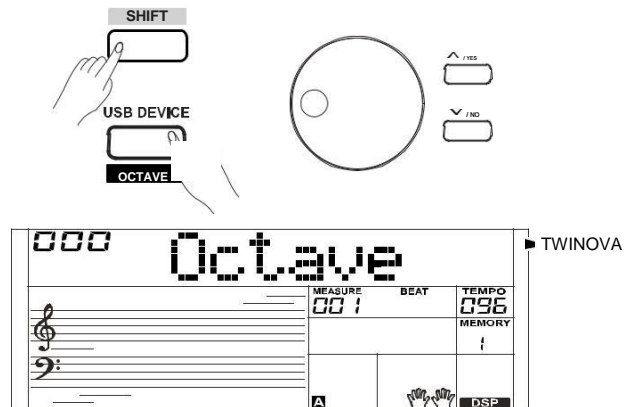 SHIFT
/ YES
USB DEVICE
/ NO
OCTAVE
000 Octave
TWINOVA
MEASURE BEAT TEMPO
001 096
MEMORY
1
A DSP